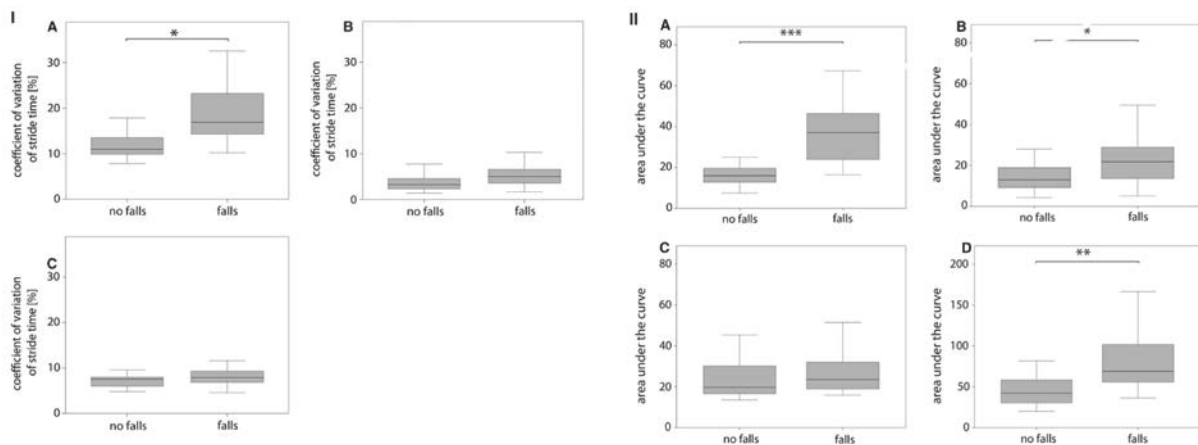 I
A
*
coefficient of variation
of stride time [%]
30
20
10
0
no falls
falls
B
coefficient of variation
of stride time [%]
30
20
10
0
no falls
falls
C
coefficient of variation
of stride time [%]
30
20
10
0
no falls
falls
II
A
***
area under the curve
80
60
40
20
0
no falls
falls
B
*
area under the curve
80
60
40
20
0
no falls
falls
C
area under the curve
80
60
40
20
0
no falls
falls
D
**
area under the curve
200
150
100
50
0
no falls
falls